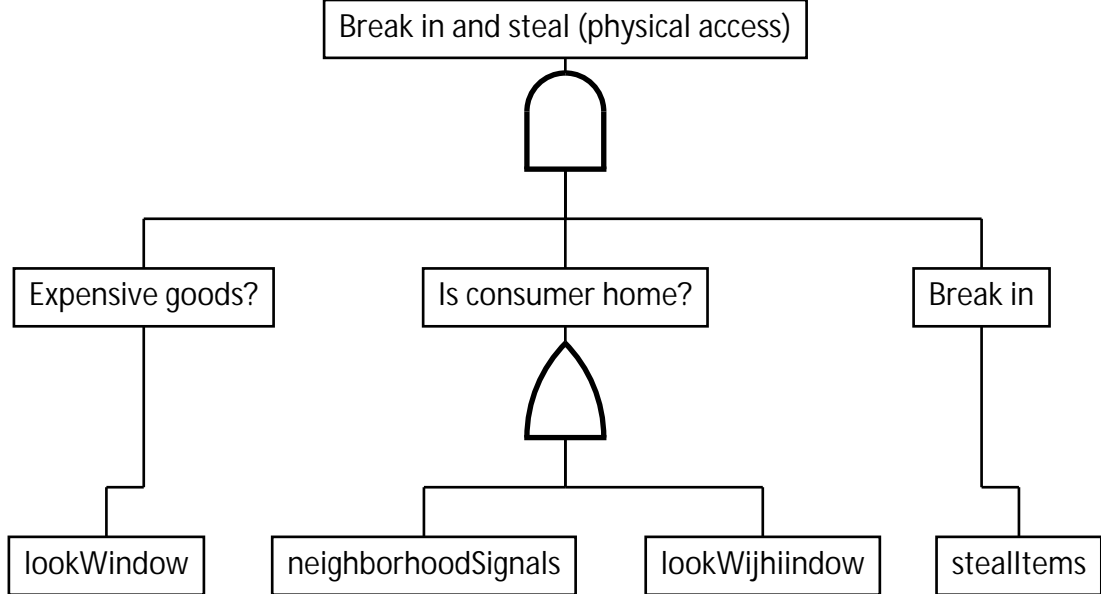 Break in and steal (physical access)
Expensive goods?
Is consumer home?
Break in
lookWindow
neighborhoodSignals
lookWijhiindow
stealItems